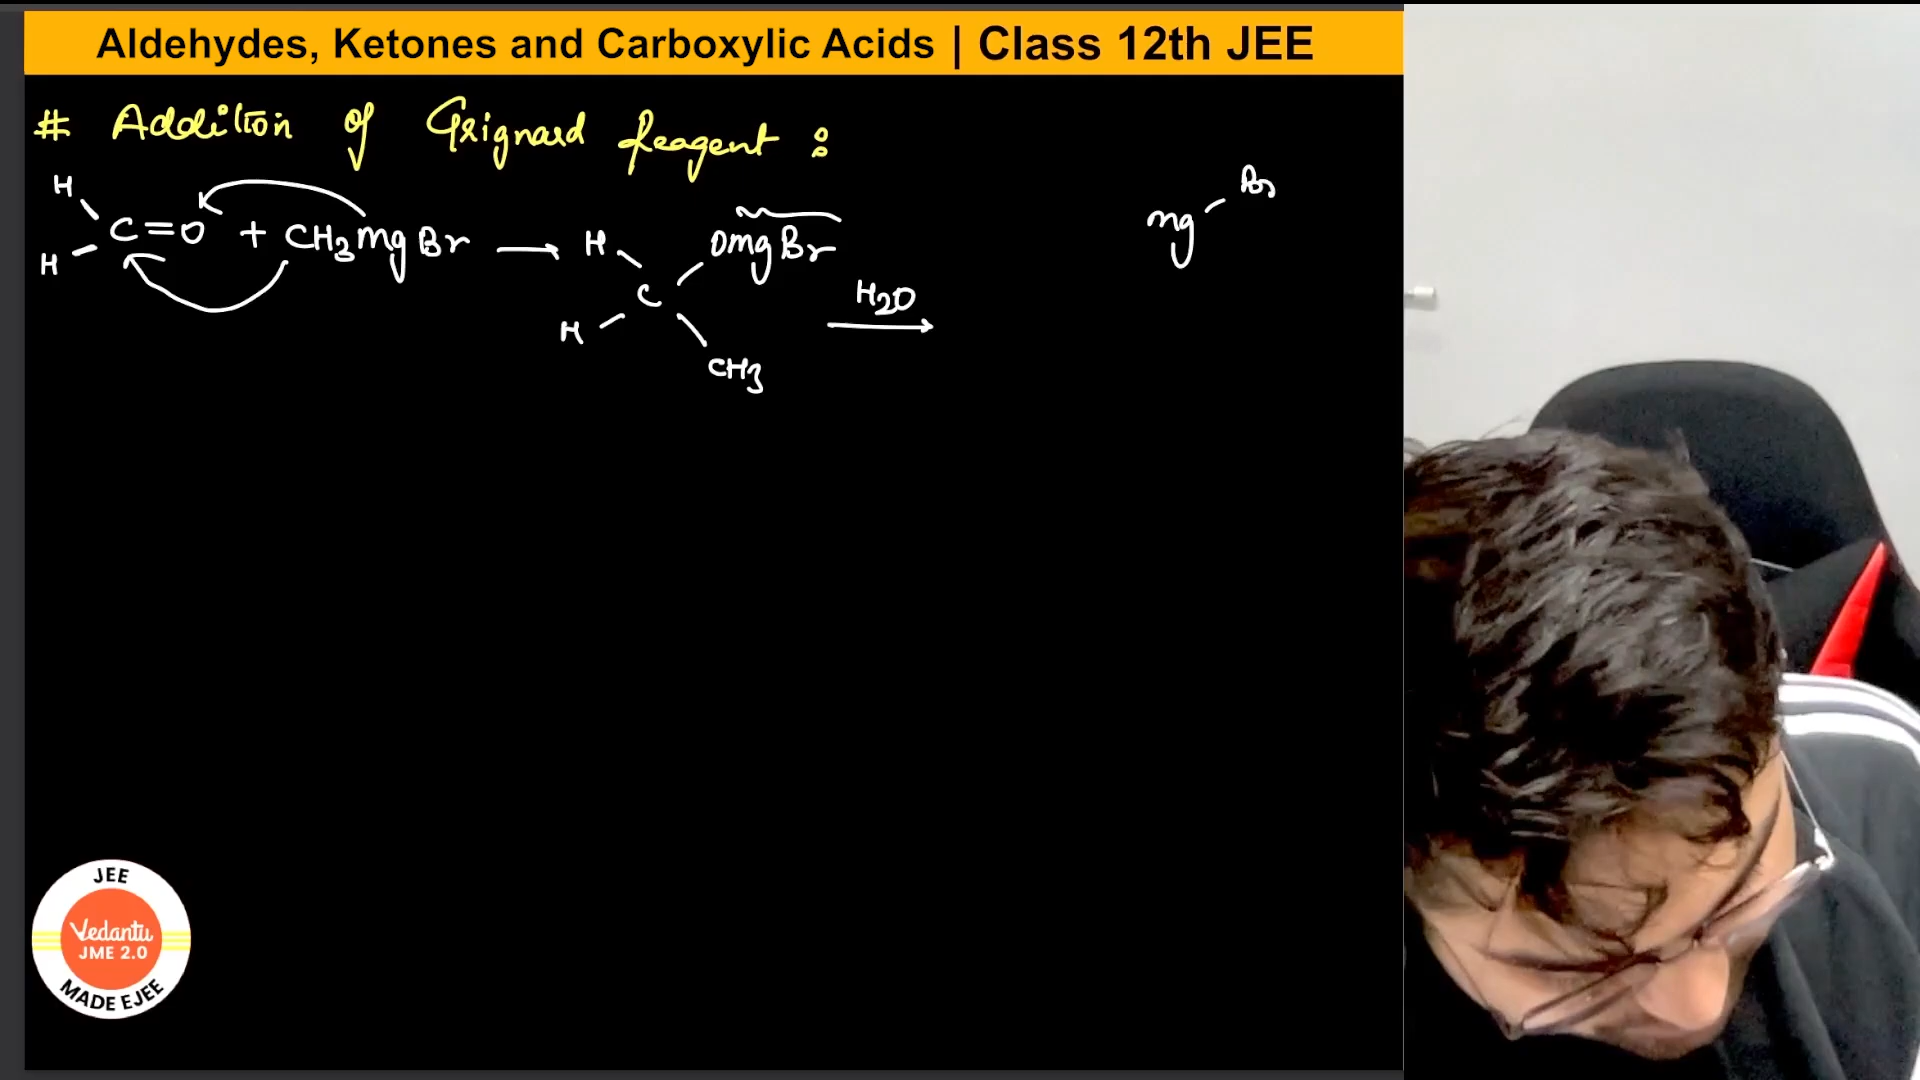 Aldehydes, Ketones and Carboxylic Acids | Class 12th JEE
# Addition of Grignard Reagent :
H
H
C=O + CH3MgBr → H
H
C
OMgBr
CH3
H2O
→
Mg
Br
JEE
Vedantu
JME 2.0
MADE EJEE